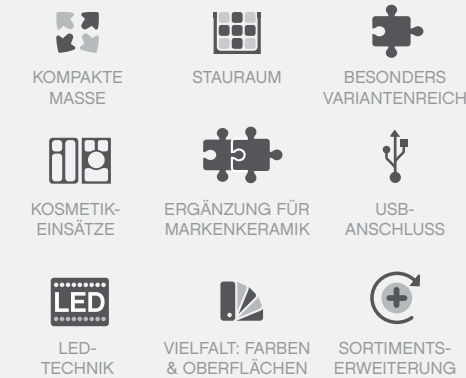 KOMPAKTE
MASSE
STAURAUM
BESONDERS
VARIANTENREICH
KOSMETIK-
EINSÄTZE
ERGÄNZUNG FÜR
MARKENKERAMIK
USB-
ANSCHLUSS
LED
LED-
TECHNIK
VIELFALT: FARBEN
& OBERFLÄCHEN
SORTIMENTS-
ERWEITERUNG